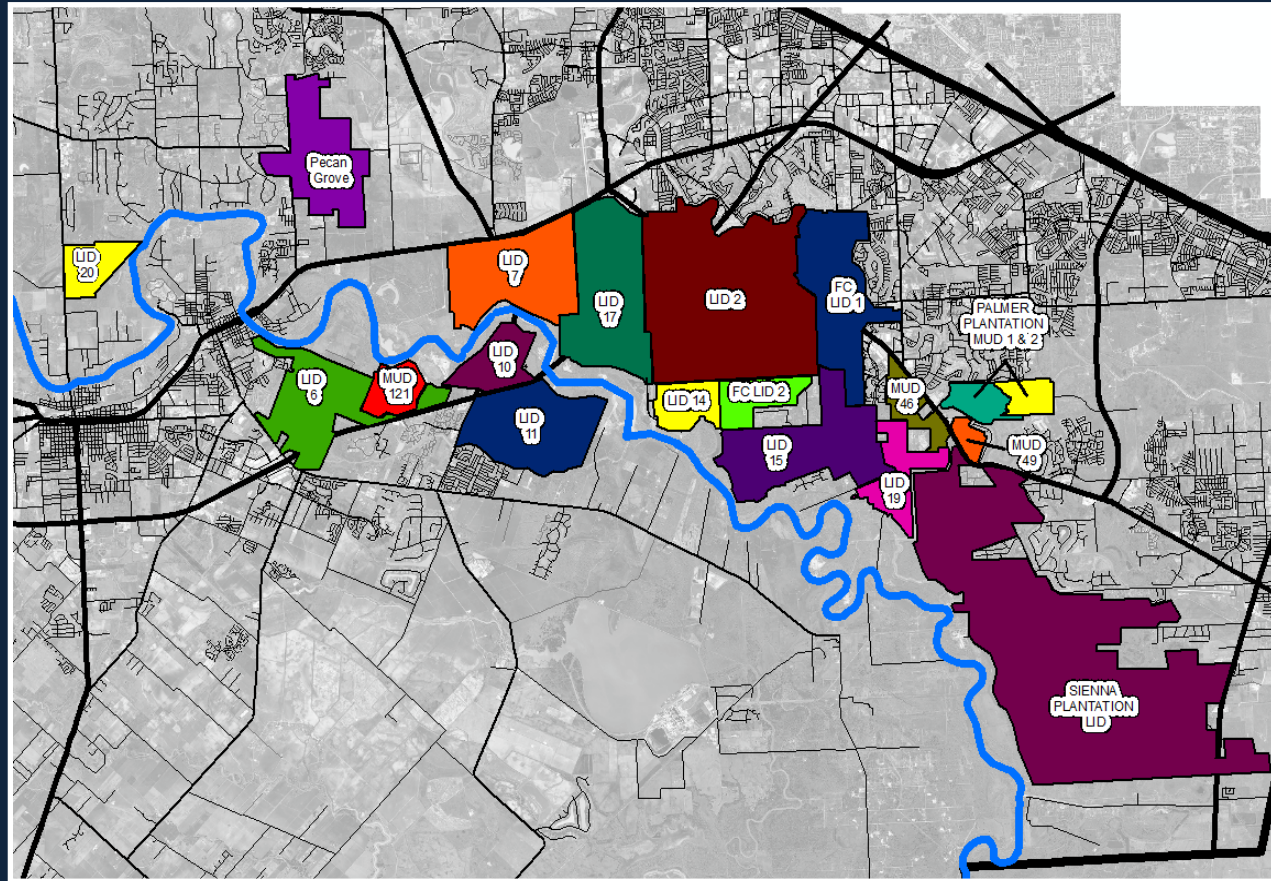 Pecan
Grove
LID
20
LID
7
LID
17
LID 2
FC
LID 1
PALMER
PLANTATION
MUD 1 & 2
LID
10
LID
6
MUD
121
LID 14
FC LID 2
MUD
46
LID
11
LID
15
MUD
49
LID
19
SIENNA
PLANTATION
LID